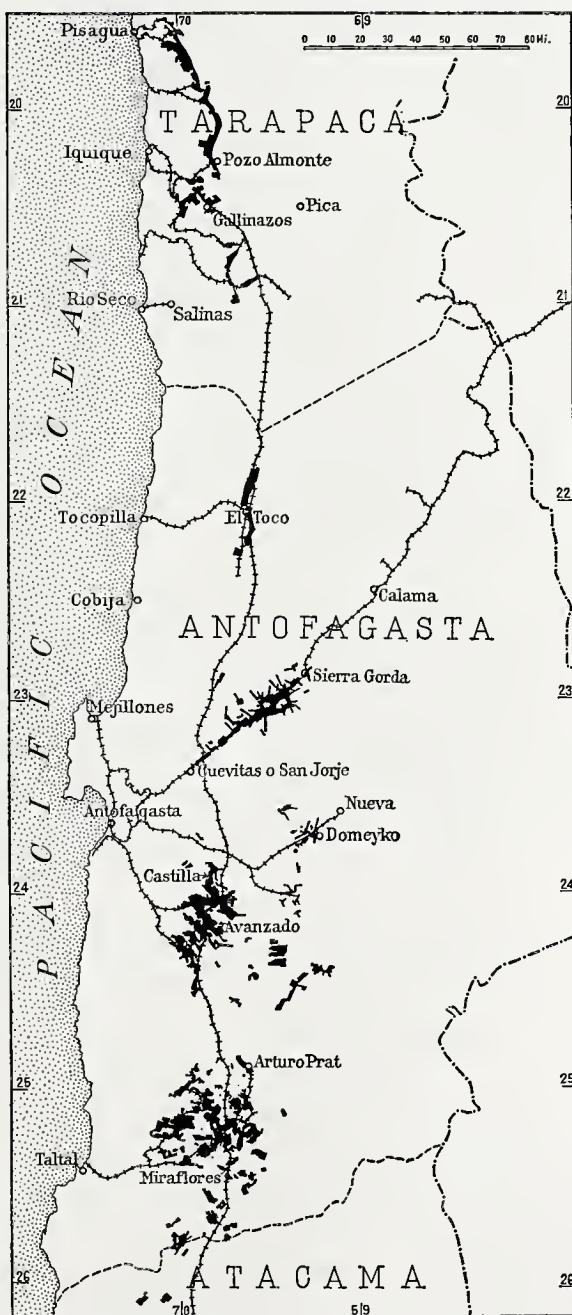 70
69
Pisagua
0 10 20 30 40 50 60 70 80 Mi.
20
20
TARAPACA
Iquique
Pozo Almonte
Pica
Gallinazos
PACIFIC OCEAN
Rio Seco
Salinas
21
21
22
22
Tocopilla
El Toco
Cobija
Calama
ANTOFAGASTA
Sierra Gorda
23
23
Mejillones
Cuevitas o San Jorje
Nueva
Antofagasta
Domeyko
Castilla
24
24
Avanzado
Arturo Prat
25
25
Taltal
Miraflores
26
26
ATACAMA
70
69